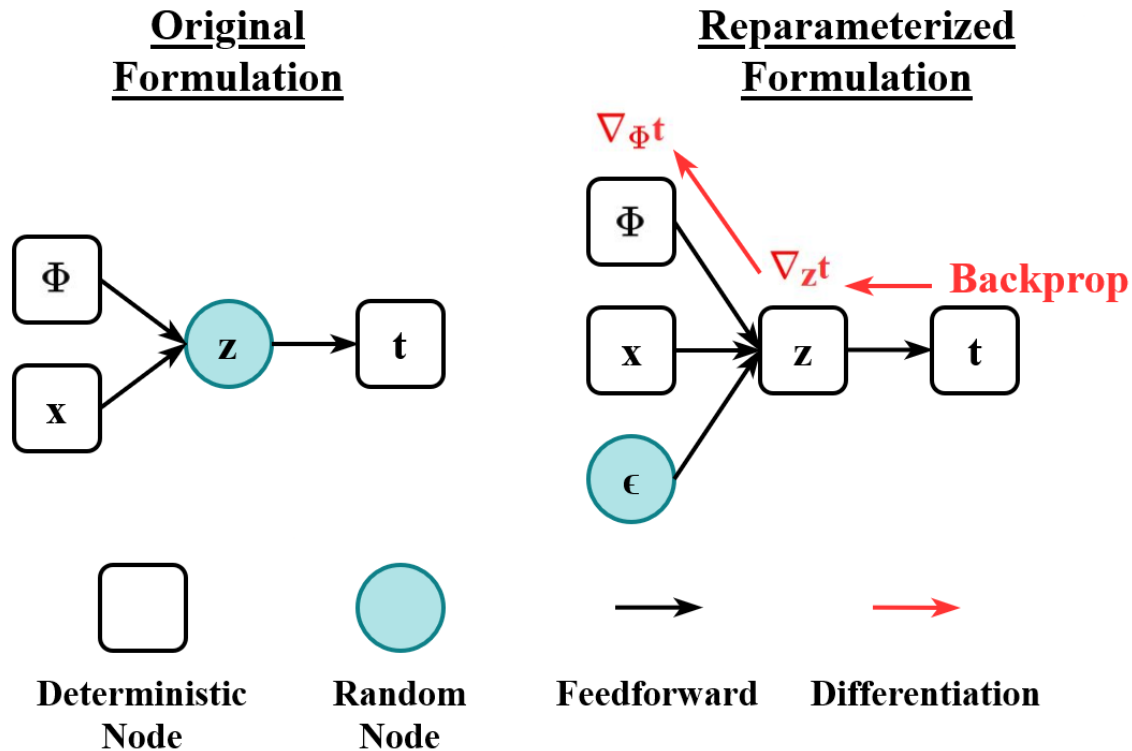 Original
Formulation
Reparameterized
Formulation
Φ
x
z
t
∇Φt
∇zt
Backprop
Φ
x
ϵ
z
t
Deterministic
Node
Random
Node
Feedforward
Differentiation